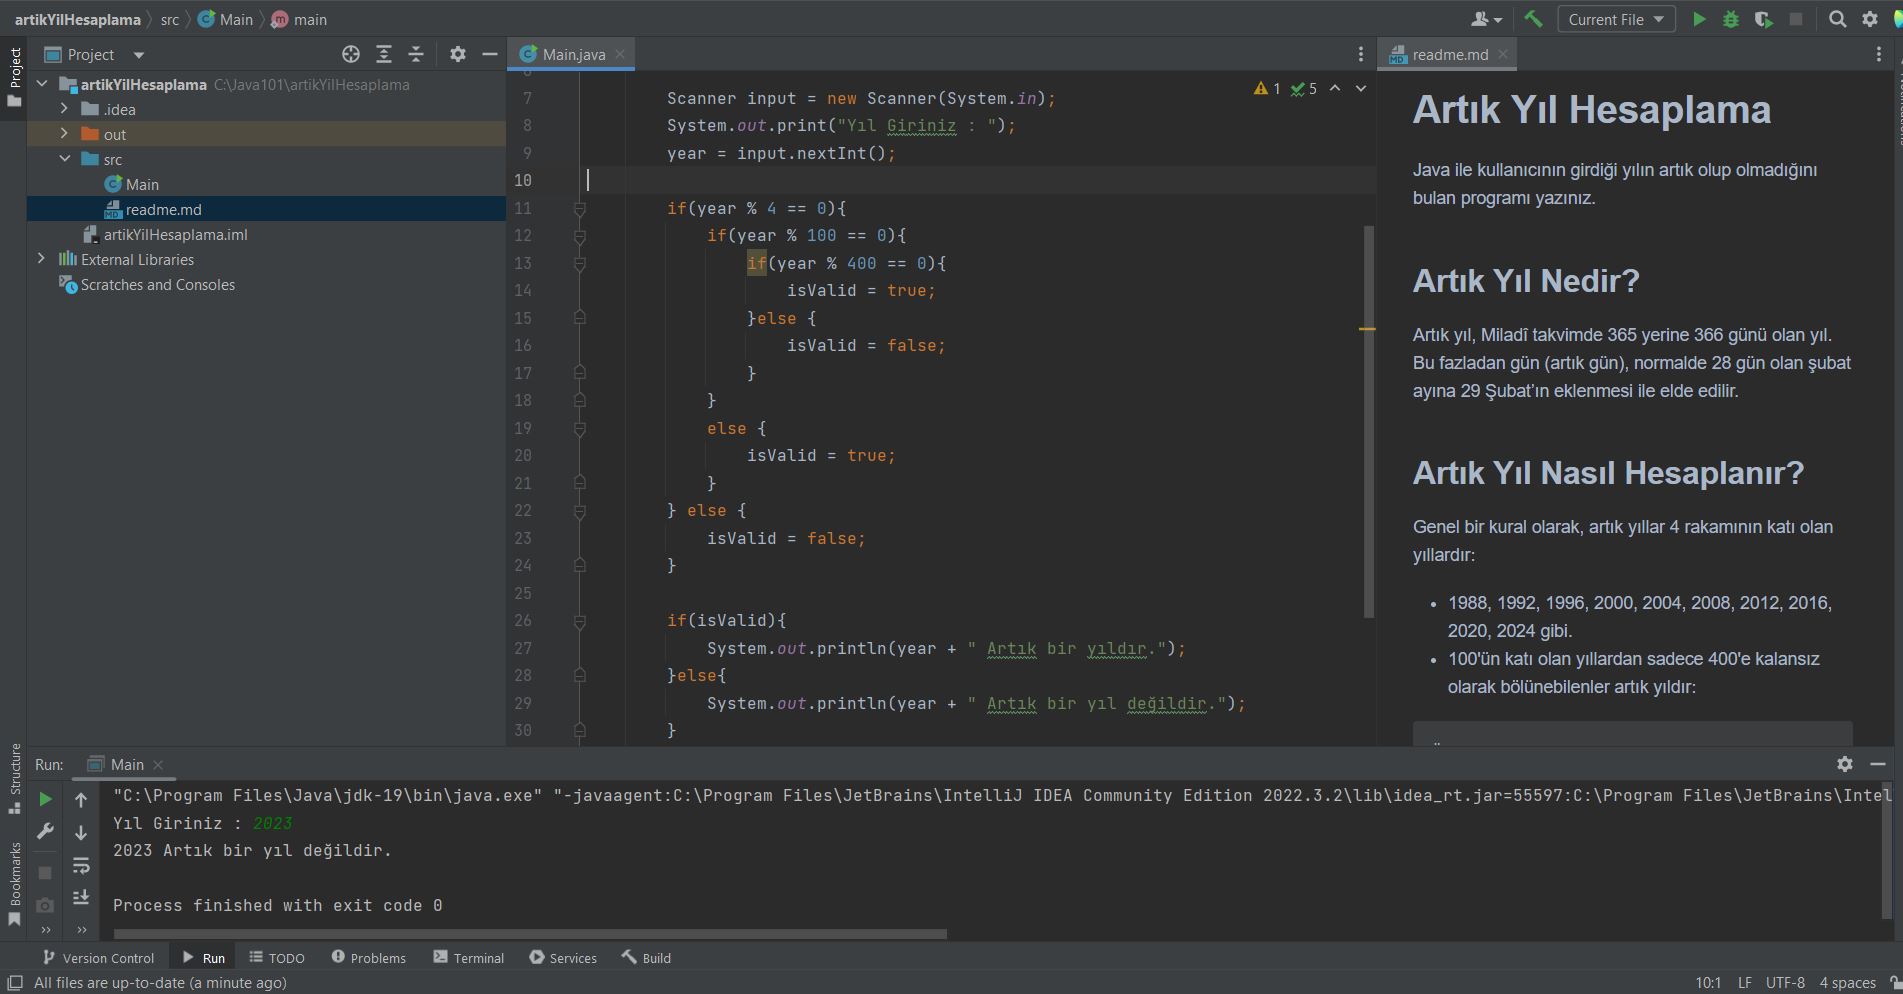 artikYilHesaplama src Main main
Current File
Project
Project
Main.java
readme.md
artikYilHesaplama C:\Java101\artikYilHesaplama
.idea
out
src
Main
readme.md
artikYilHesaplama.iml
External Libraries
Scratches and Consoles
1 5
7 Scanner input = new Scanner(System.in);
8 System.out.print("Yıl Giriniz : ");
9 year = input.nextInt();
10
11 if(year % 4 == 0){
12 if(year % 100 == 0){
13 if(year % 400 == 0){
14 isValid = true;
15 }else {
16 isValid = false;
17 }
18 }
19 else {
20 isValid = true;
21 }
22 } else {
23 isValid = false;
24 }
25
26 if(isValid){
27 System.out.println(year + " Artık bir yıldır.");
28 }else{
29 System.out.println(year + " Artık bir yıl değildir.");
30 }
Artık Yıl Hesaplama
Java ile kullanıcının girdiği yılın artık olup olmadığını
bulan programı yazınız.
Artık Yıl Nedir?
Artık yıl, Miladî takvimde 365 yerine 366 günü olan yıl.
Bu fazladan gün (artık gün), normalde 28 gün olan şubat
ayına 29 Şubat'ın eklenmesi ile elde edilir.
Artık Yıl Nasıl Hesaplanır?
Genel bir kural olarak, artık yıllar 4 rakamının katı olan
yıllardır:
• 1988, 1992, 1996, 2000, 2004, 2008, 2012, 2016,
2020, 2024 gibi.
• 100'ün katı olan yıllardan sadece 400'e kalansız
olarak bölünebilenler artık yıldır:
Structure
Bookmarks
Run: Main
"C:\Program Files\Java\jdk-19\bin\java.exe" "-javaagent:C:\Program Files\JetBrains\IntelliJ IDEA Community Edition 2022.3.2\lib\idea_rt.jar=55597:C:\Program Files\JetBrains\Intel
Yıl Giriniz : 2023
2023 Artık bir yıl değildir.
Process finished with exit code 0
Version Control Run TODO Problems Terminal Services Build
All files are up-to-date (a minute ago)
10:1 LF UTF-8 4 spaces